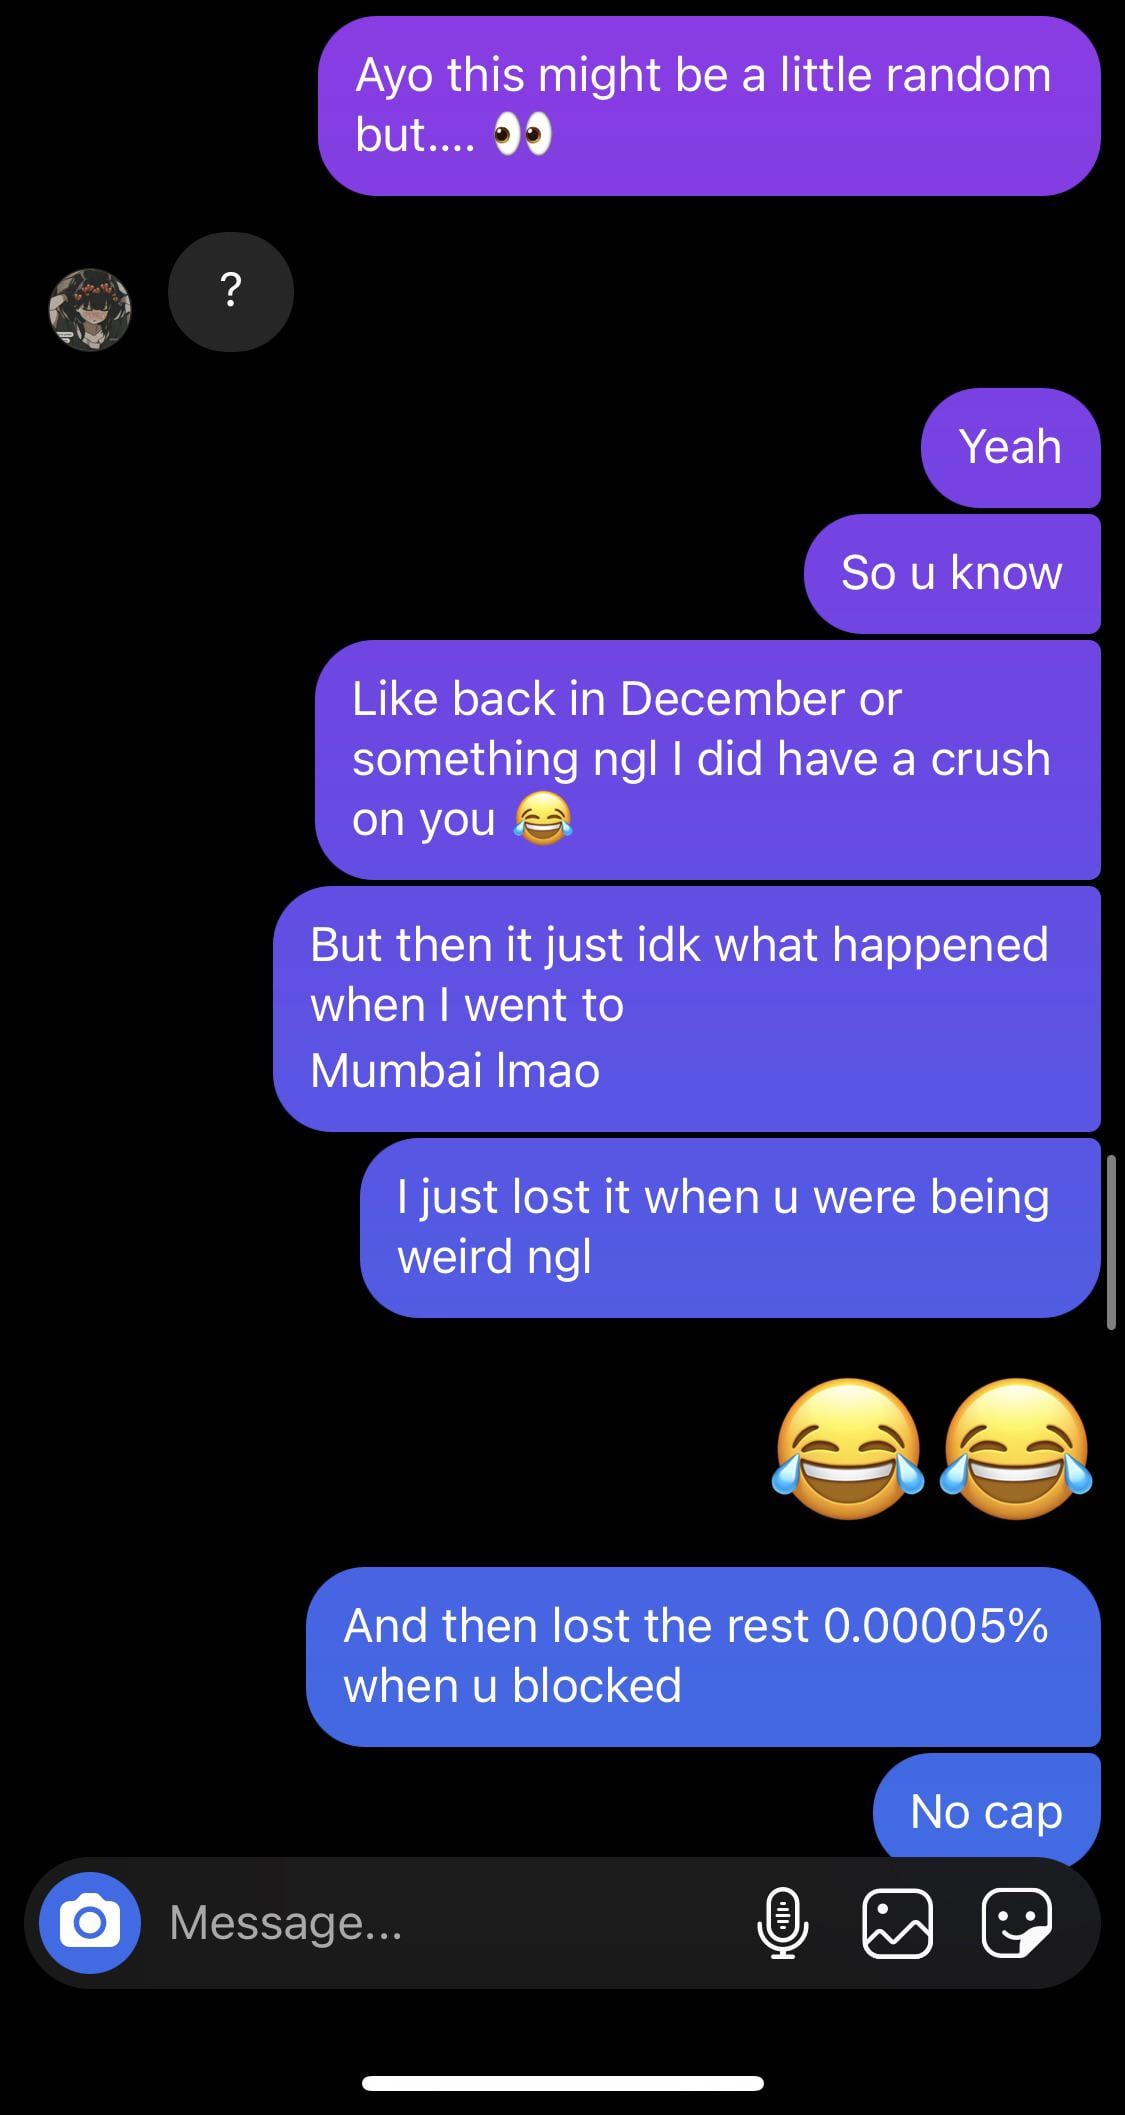 Ayo this might be a little random
but.... 👀
?
Yeah
So u know
Like back in December or
something ngl I did have a crush
on you 😂
But then it just idk what happened
when I went to
Mumbai lmao
I just lost it when u were being
weird ngl
😂😂
And then lost the rest 0.00005%
when u blocked
No cap
Message...